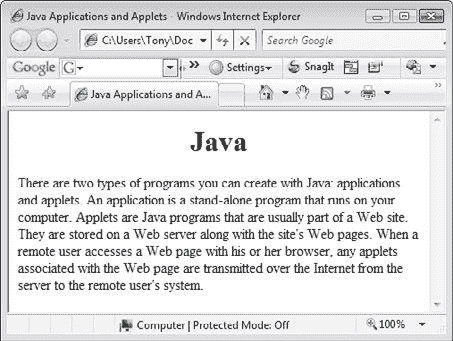 Java Applications and Applets - Windows Internet Explorer
C:\Users\Tony\Doc
Search Google
Google G Settings SnagIt
Java Applications and A...
Java
There are two types of programs you can create with Java: applications
and applets. An application is a stand-alone program that runs on your
computer. Applets are Java programs that are usually part of a Web site.
They are stored on a Web server along with the site's Web pages. When a
remote user accesses a Web page with his or her browser, any applets
associated with the Web page are transmitted over the Internet from the
server to the remote user's system.
Computer | Protected Mode: Off 100%